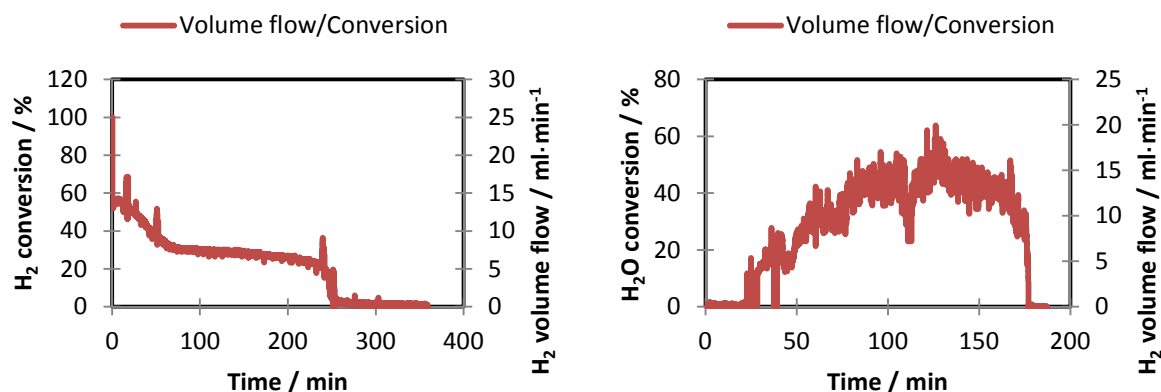 Volume flow/Conversion
H₂ conversion / %
120
100
80
60
40
20
0
30
25
20
15
10
5
0
H₂ volume flow / ml·min⁻¹
0 100 200 300 400
Time / min
Volume flow/Conversion
H₂O conversion / %
80
60
40
20
0
25
20
15
10
5
0
H₂ volume flow / ml·min⁻¹
0 50 100 150 200
Time / min